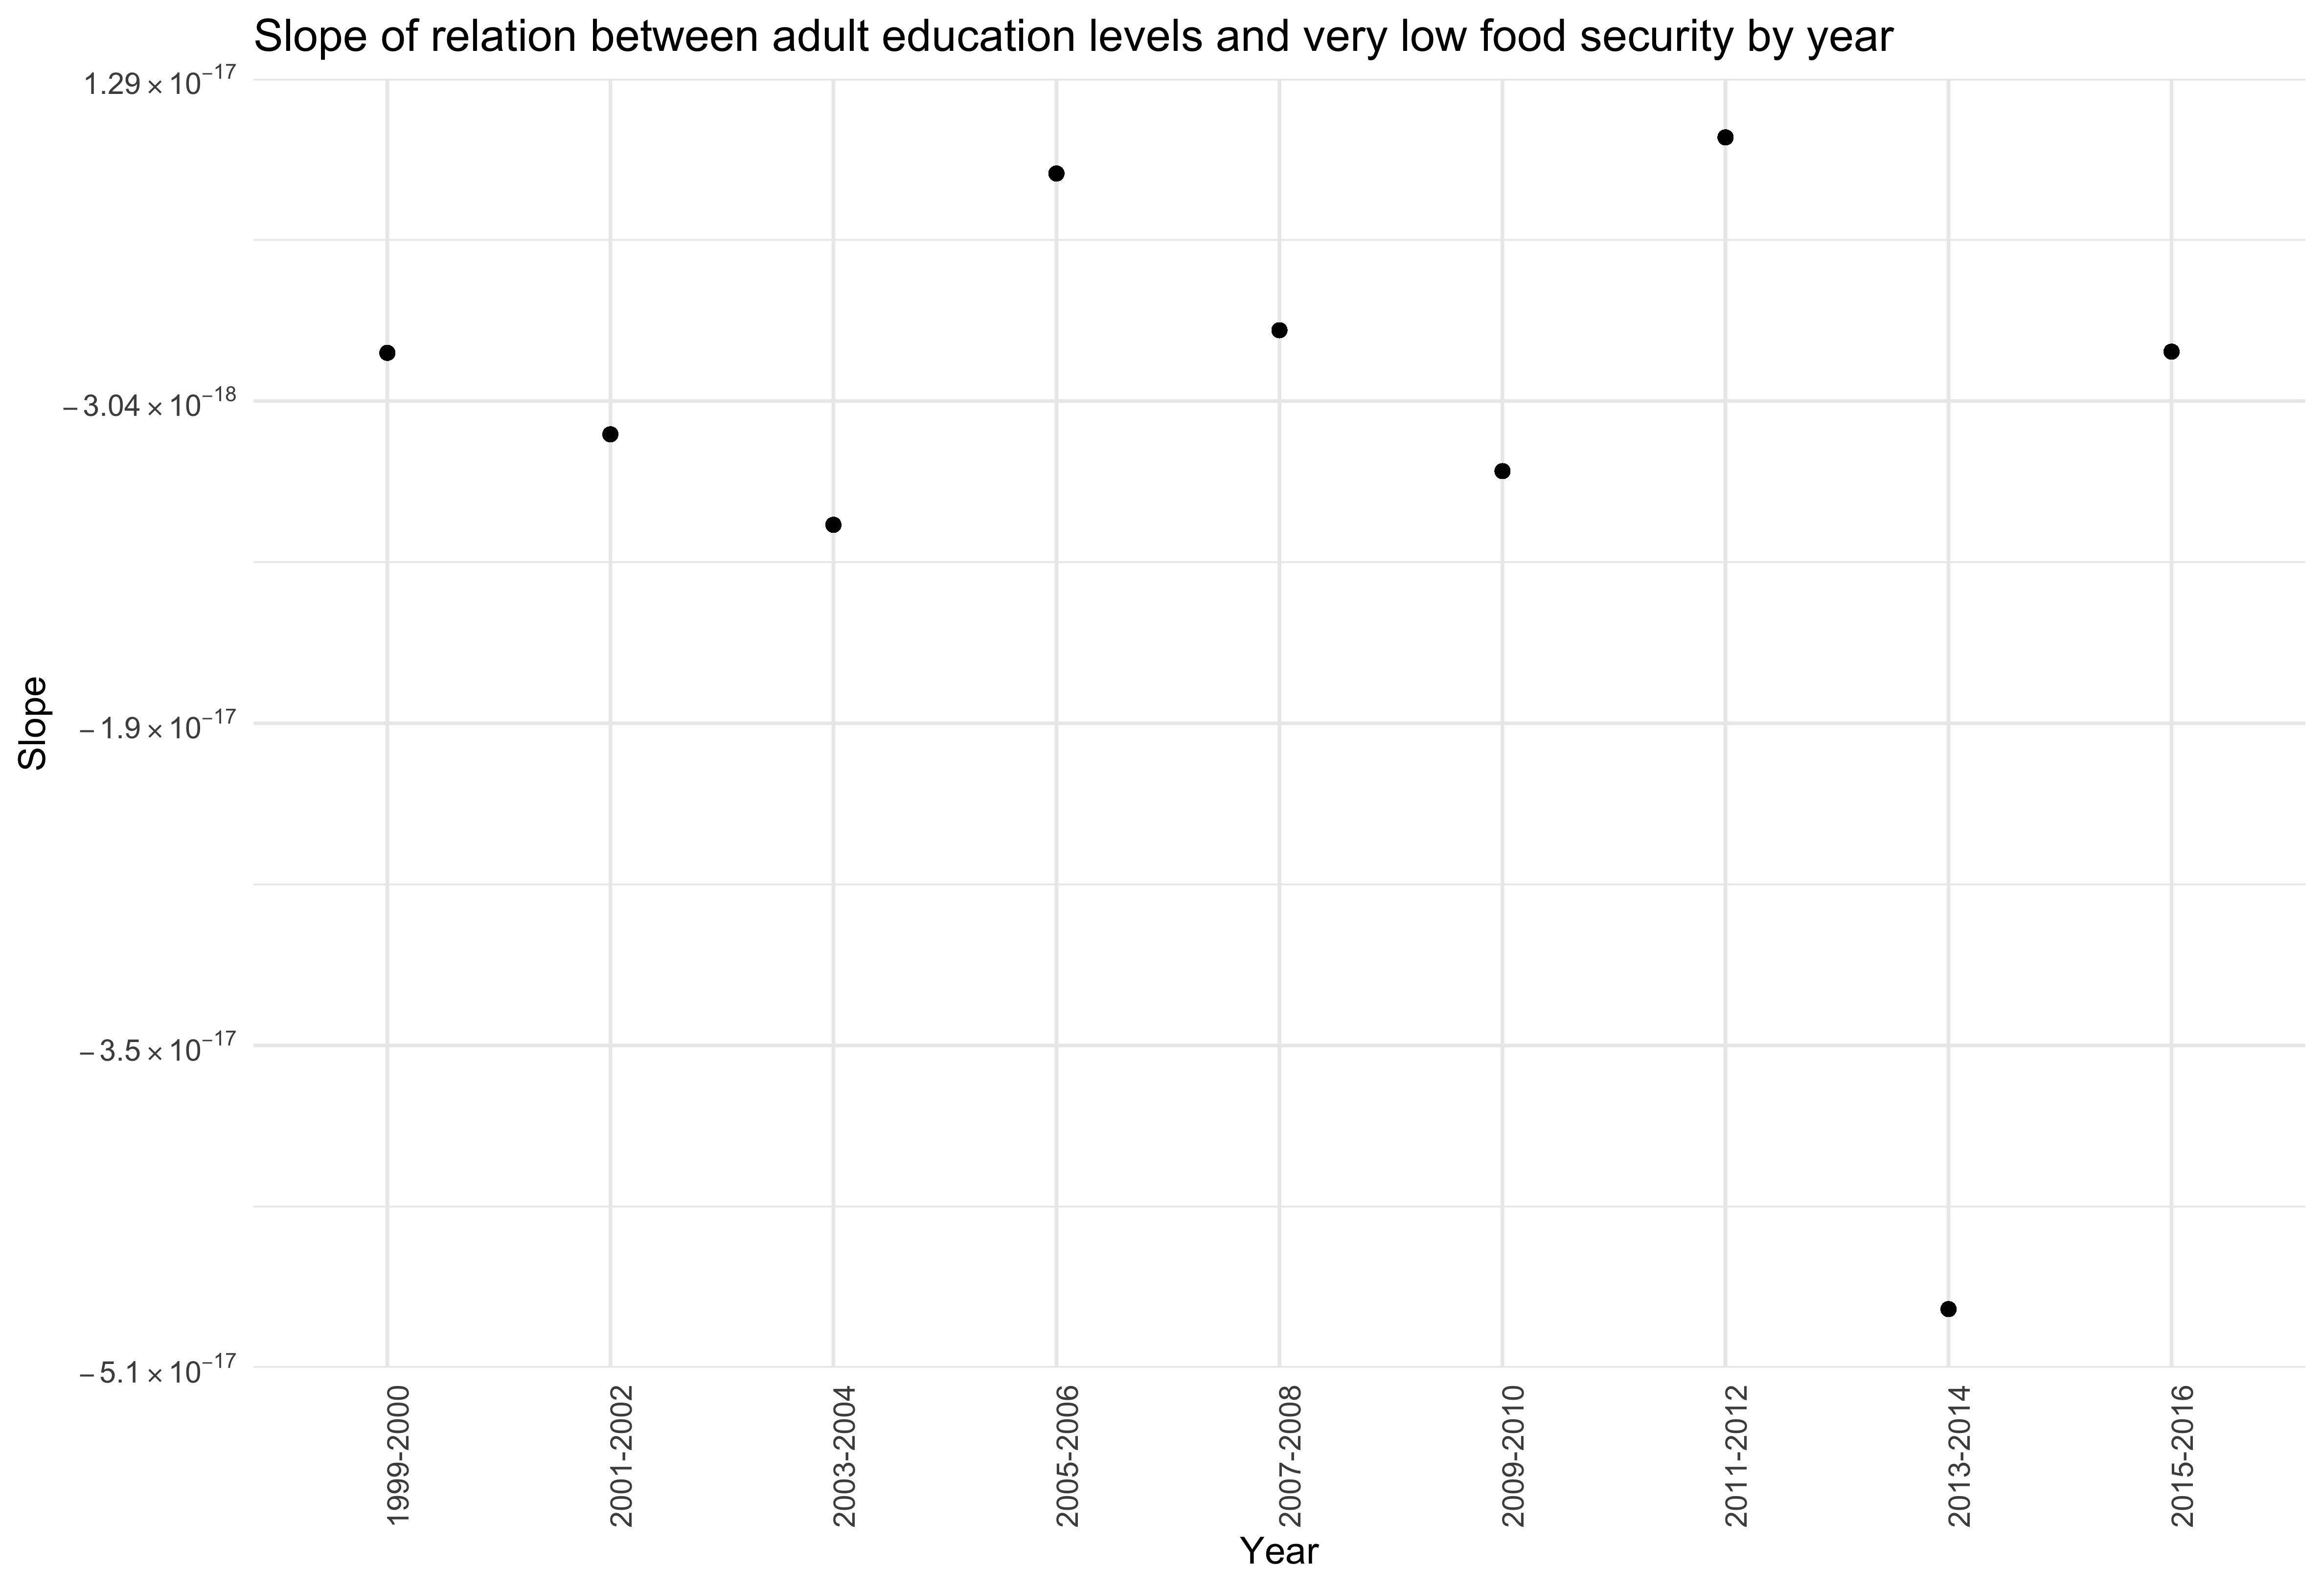 Slope of relation between adult education levels and very low food security by year
1.29 × 10⁻¹⁷
− 3.04 × 10⁻¹⁸
− 1.9 × 10⁻¹⁷
− 3.5 × 10⁻¹⁷
− 5.1 × 10⁻¹⁷
Slope
1999-2000
2001-2002
2003-2004
2005-2006
2007-2008
2009-2010
2011-2012
2013-2014
2015-2016
Year